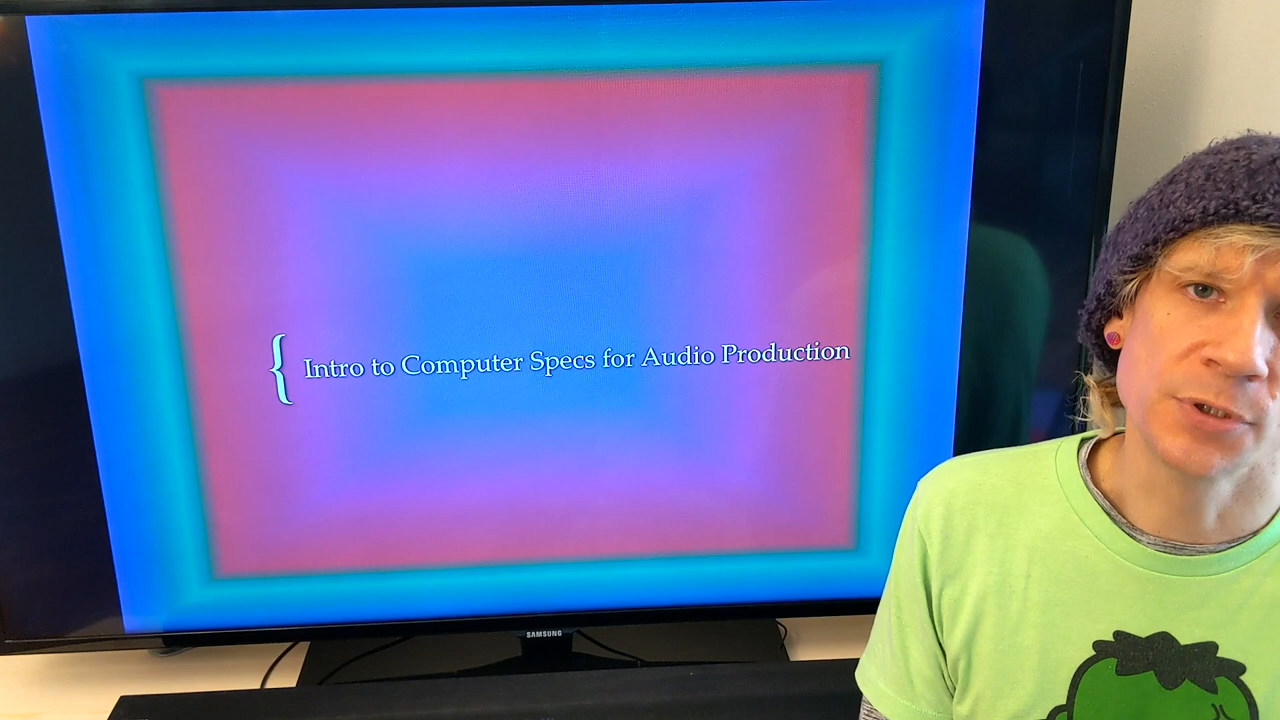 { Intro to Computer Specs for Audio Production
SAMSUNG